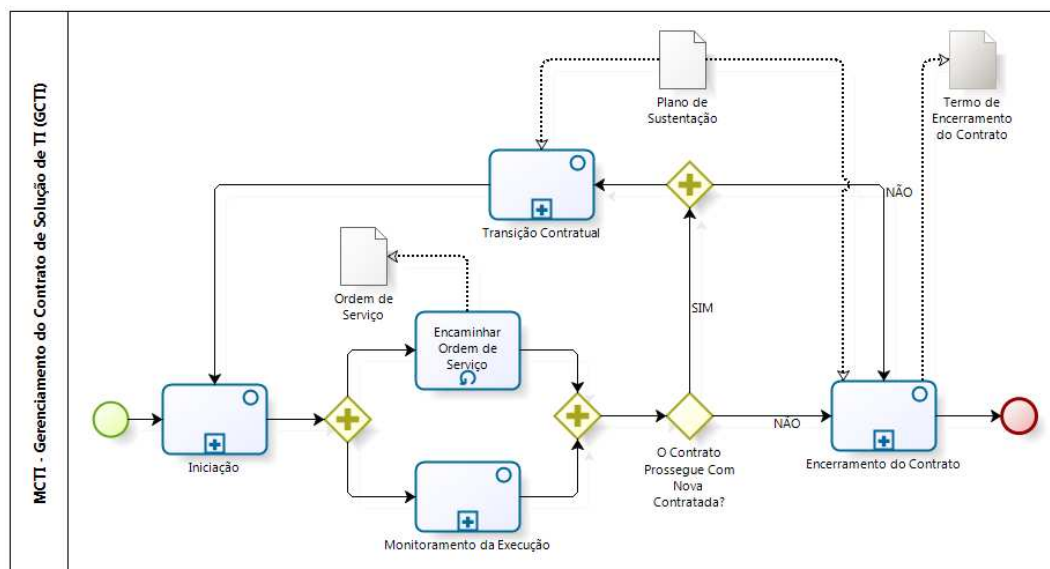 MCTI - Gerenciamento do Contrato de Solução de TI (GCTI)
Plano de
Sustentação
Termo de
Encerramento
do Contrato
NÃO
Transição Contratual
Ordem de
Serviço
SIM
Encaminhar
Ordem de
Serviço
Iniciação
NÃO
O Contrato
Prossegue Com
Nova
Contratada?
Encerramento do Contrato
Monitoramento da Execução